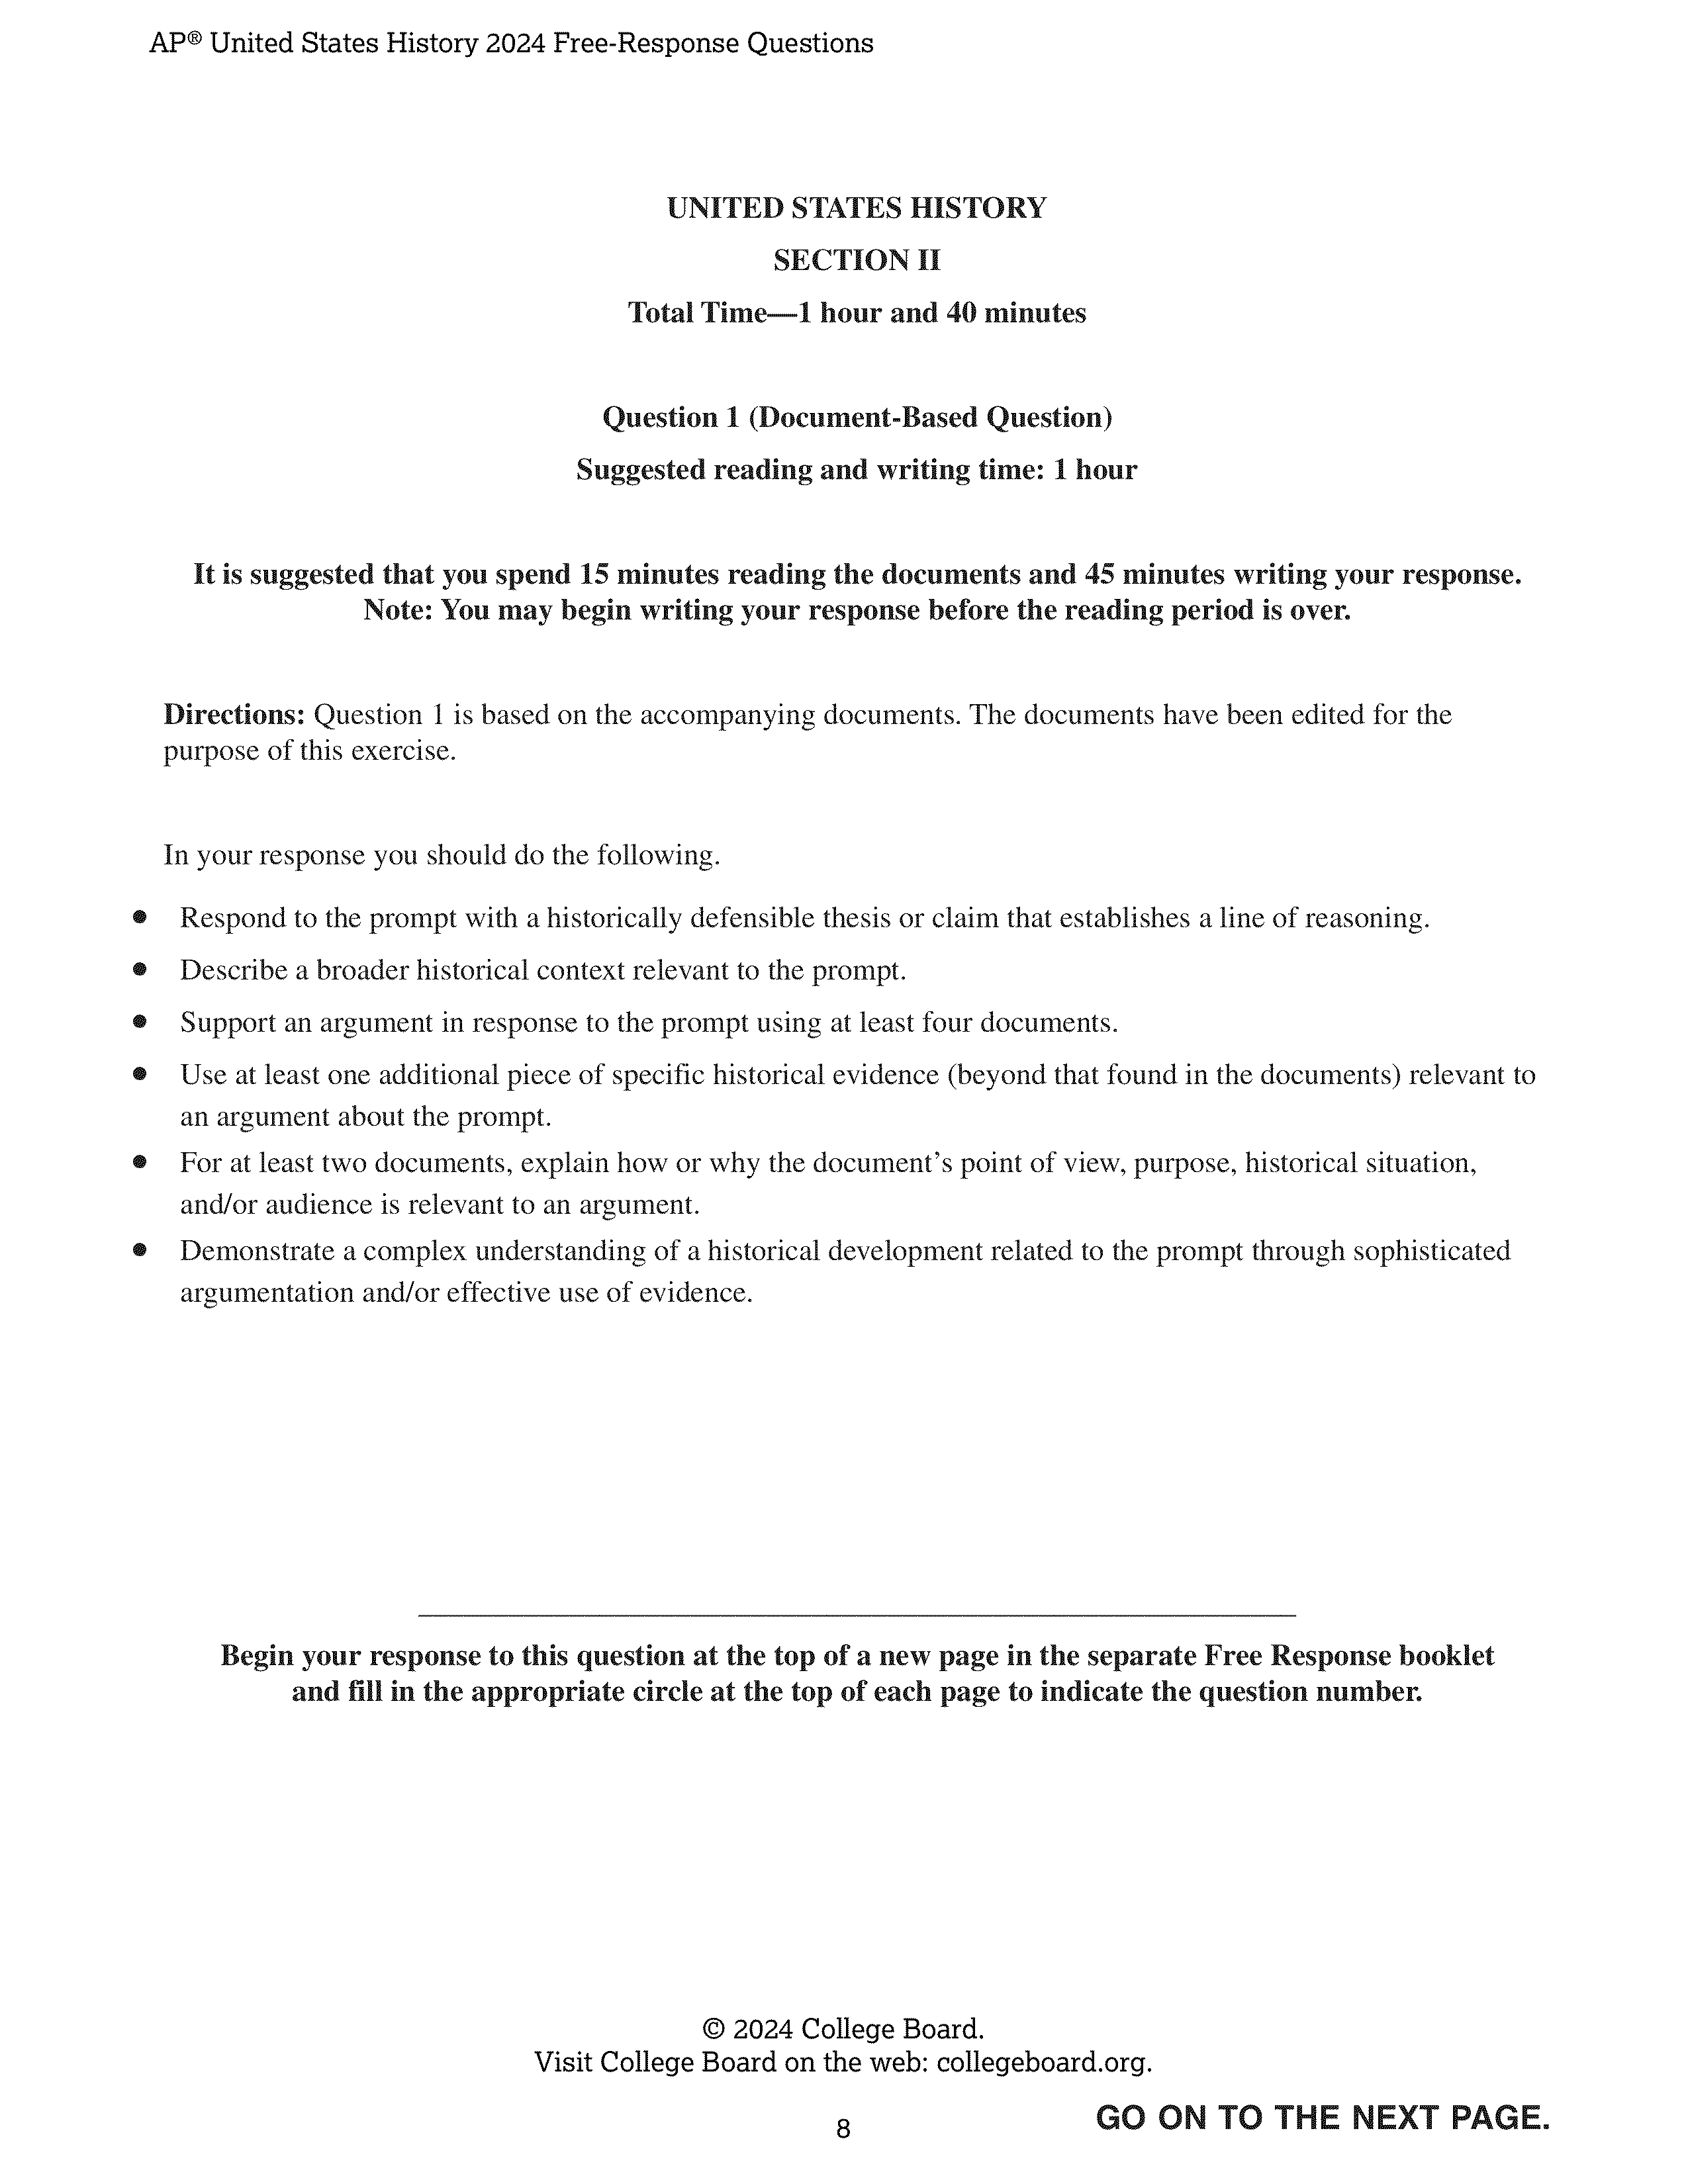 AP® United States History 2024 Free-Response Questions
UNITED STATES HISTORY
SECTION II
Total Time—1 hour and 40 minutes
Question 1 (Document-Based Question)
Suggested reading and writing time: 1 hour
It is suggested that you spend 15 minutes reading the documents and 45 minutes writing your response.
Note: You may begin writing your response before the reading period is over.
Directions: Question 1 is based on the accompanying documents. The documents have been edited for the
purpose of this exercise.
In your response you should do the following.
• Respond to the prompt with a historically defensible thesis or claim that establishes a line of reasoning.
• Describe a broader historical context relevant to the prompt.
• Support an argument in response to the prompt using at least four documents.
• Use at least one additional piece of specific historical evidence (beyond that found in the documents) relevant to
an argument about the prompt.
• For at least two documents, explain how or why the document's point of view, purpose, historical situation,
and/or audience is relevant to an argument.
• Demonstrate a complex understanding of a historical development related to the prompt through sophisticated
argumentation and/or effective use of evidence.
Begin your response to this question at the top of a new page in the separate Free Response booklet
and fill in the appropriate circle at the top of each page to indicate the question number.
© 2024 College Board.
Visit College Board on the web: collegeboard.org.
GO ON TO THE NEXT PAGE.
8